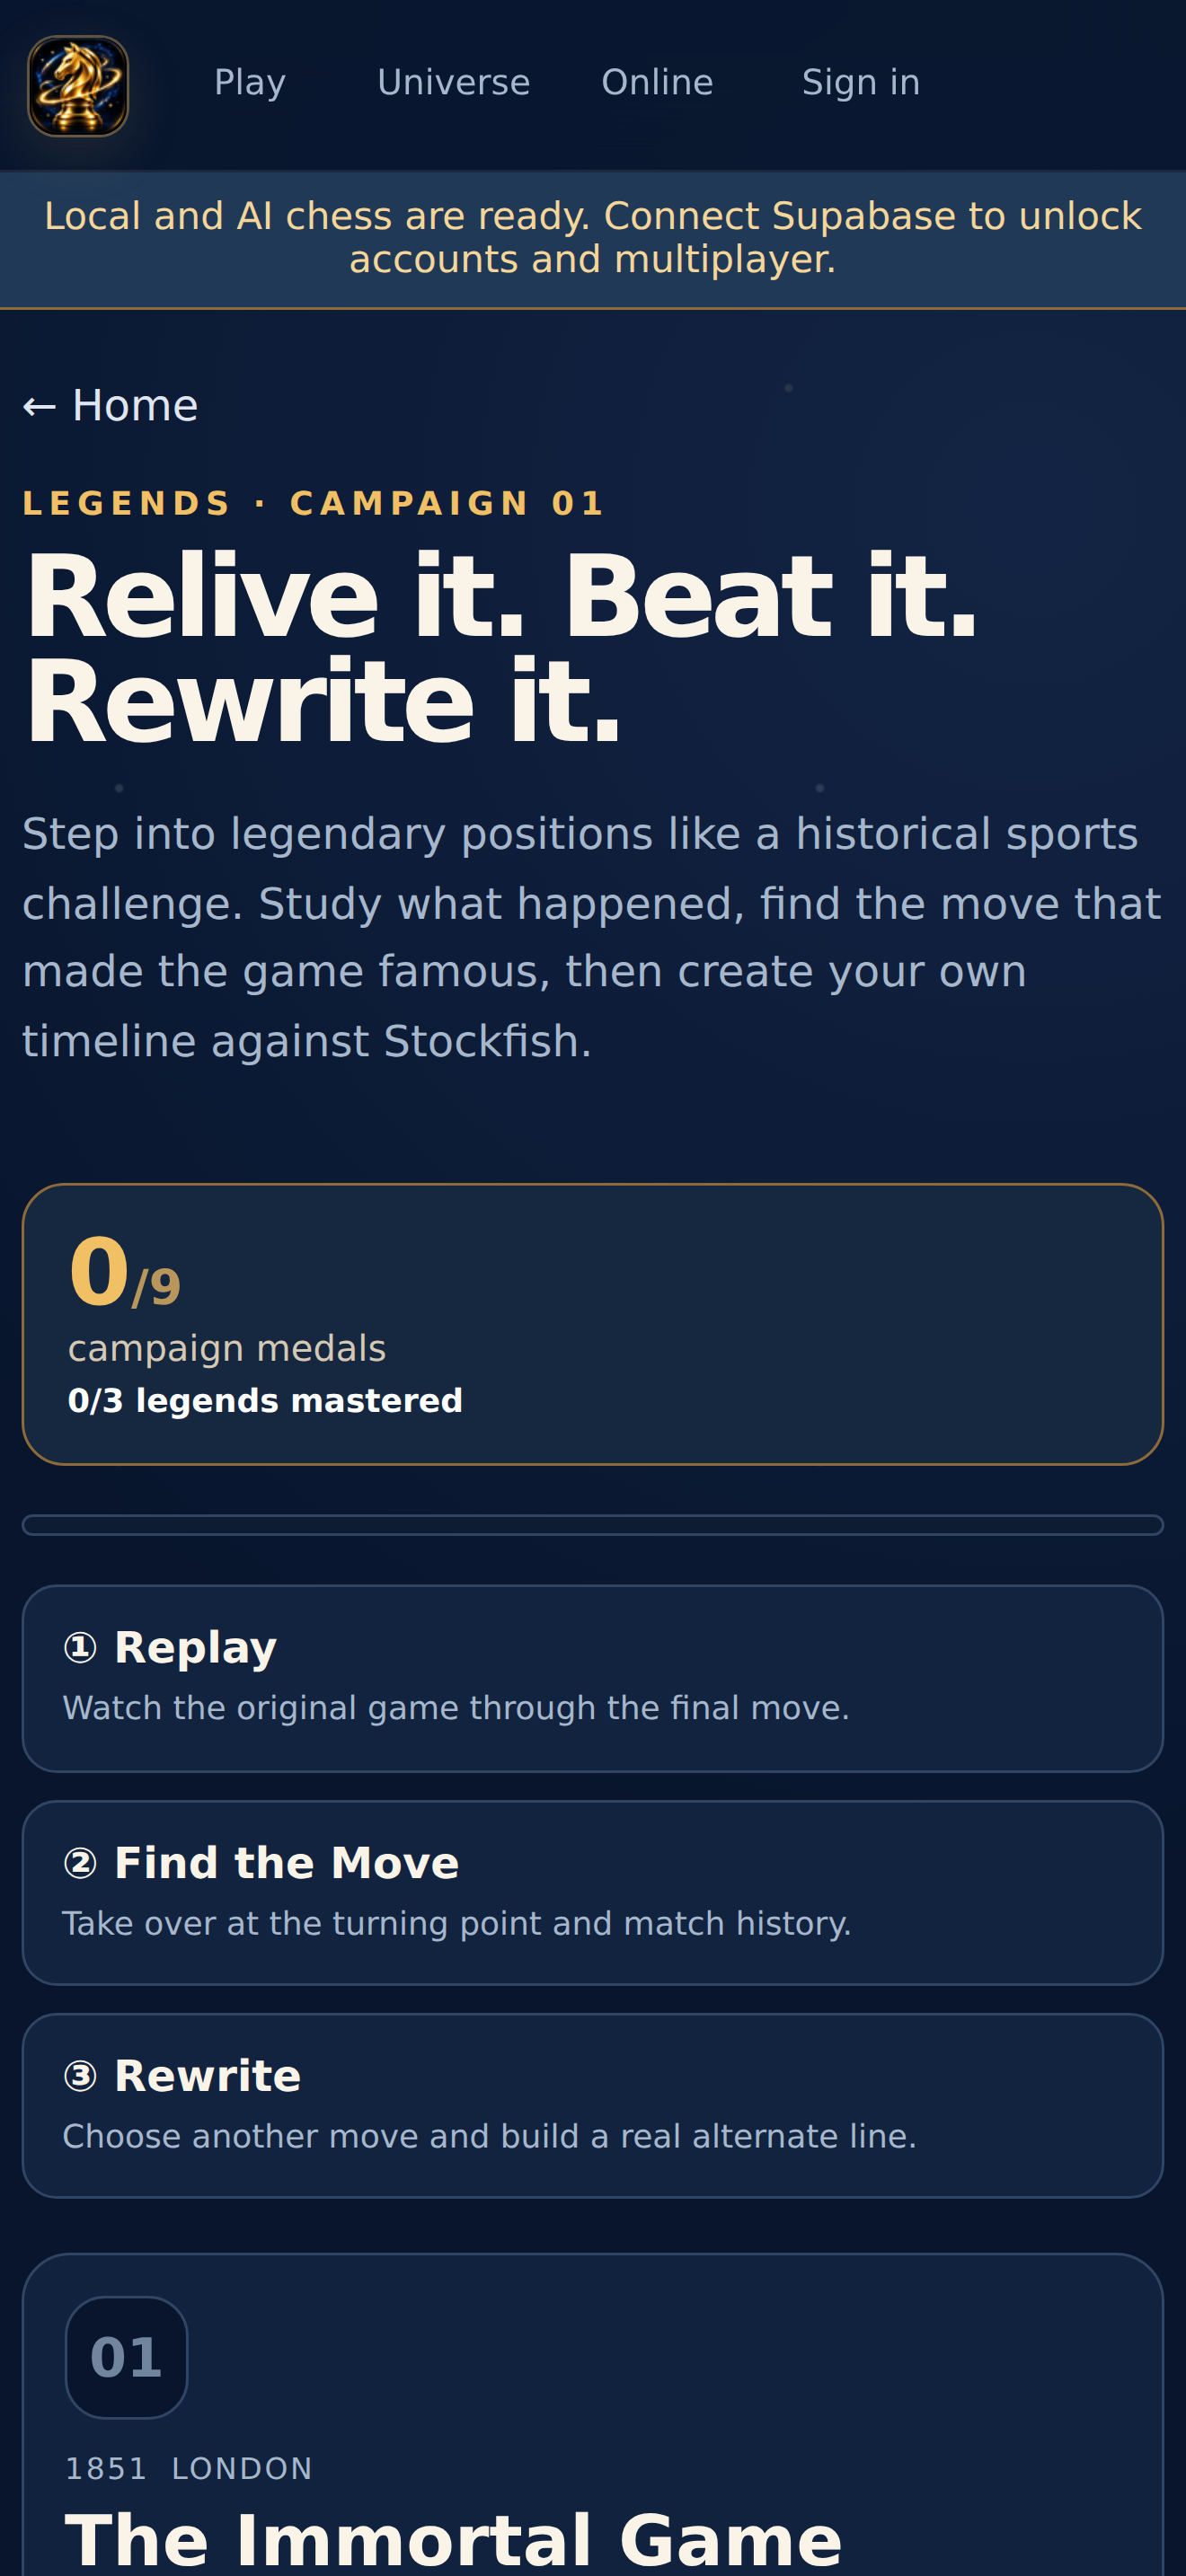 Play Universe Online Sign in
Local and AI chess are ready. Connect Supabase to unlock
accounts and multiplayer.
← Home
LEGENDS · CAMPAIGN 01
Relive it. Beat it.
Rewrite it.
Step into legendary positions like a historical sports
challenge. Study what happened, find the move that
made the game famous, then create your own
timeline against Stockfish.
0/9
campaign medals
0/3 legends mastered
① Replay
Watch the original game through the final move.
② Find the Move
Take over at the turning point and match history.
③ Rewrite
Choose another move and build a real alternate line.
01
1851 LONDON
The Immortal Game